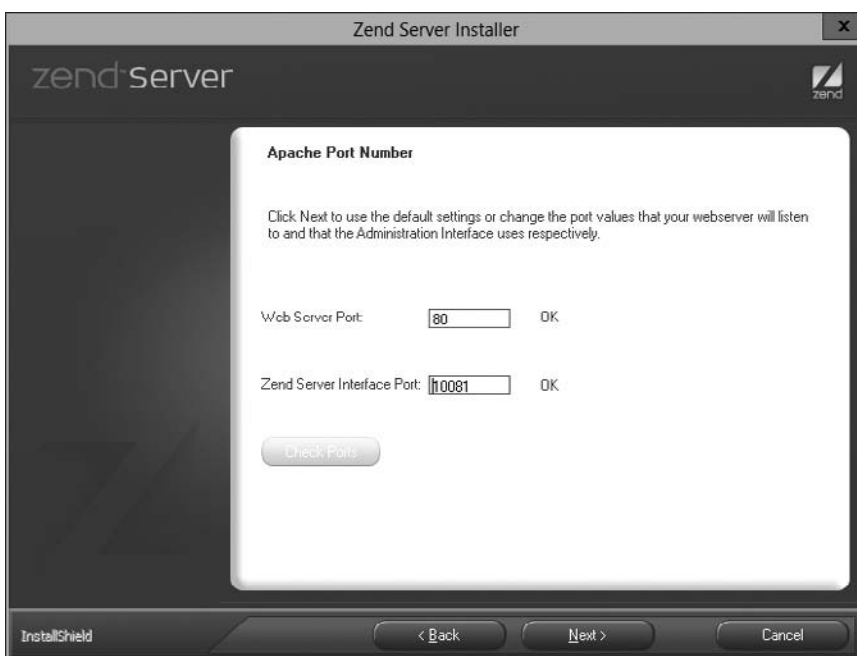 Zend Server Installer
x
zend server
zend
Apache Port Number
Click Next to use the default settings or change the port values that your webserver will listen
to and that the Administration Interface uses respectively.
Web Server Port: 80 OK
Zend Server Interface Port: 10081 OK
Check Ports
InstallShield
< Back
Next >
Cancel